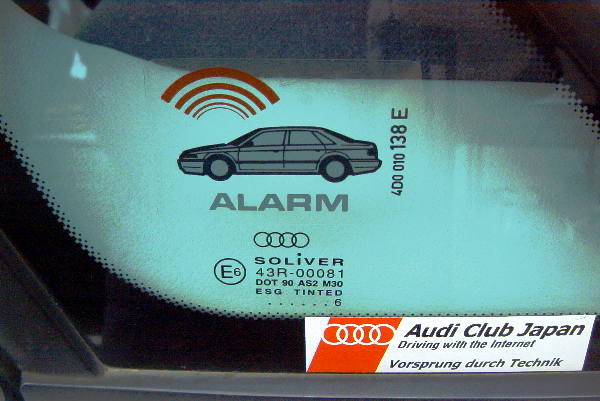 ALARM
4D0 010 138 E
SOLIVER
E6
43R-00081
DOT 90 AS2 M30
ESG TINTED
. . . . . . 6
Audi Club Japan
Driving with the Internet
Vorsprung durch Technik